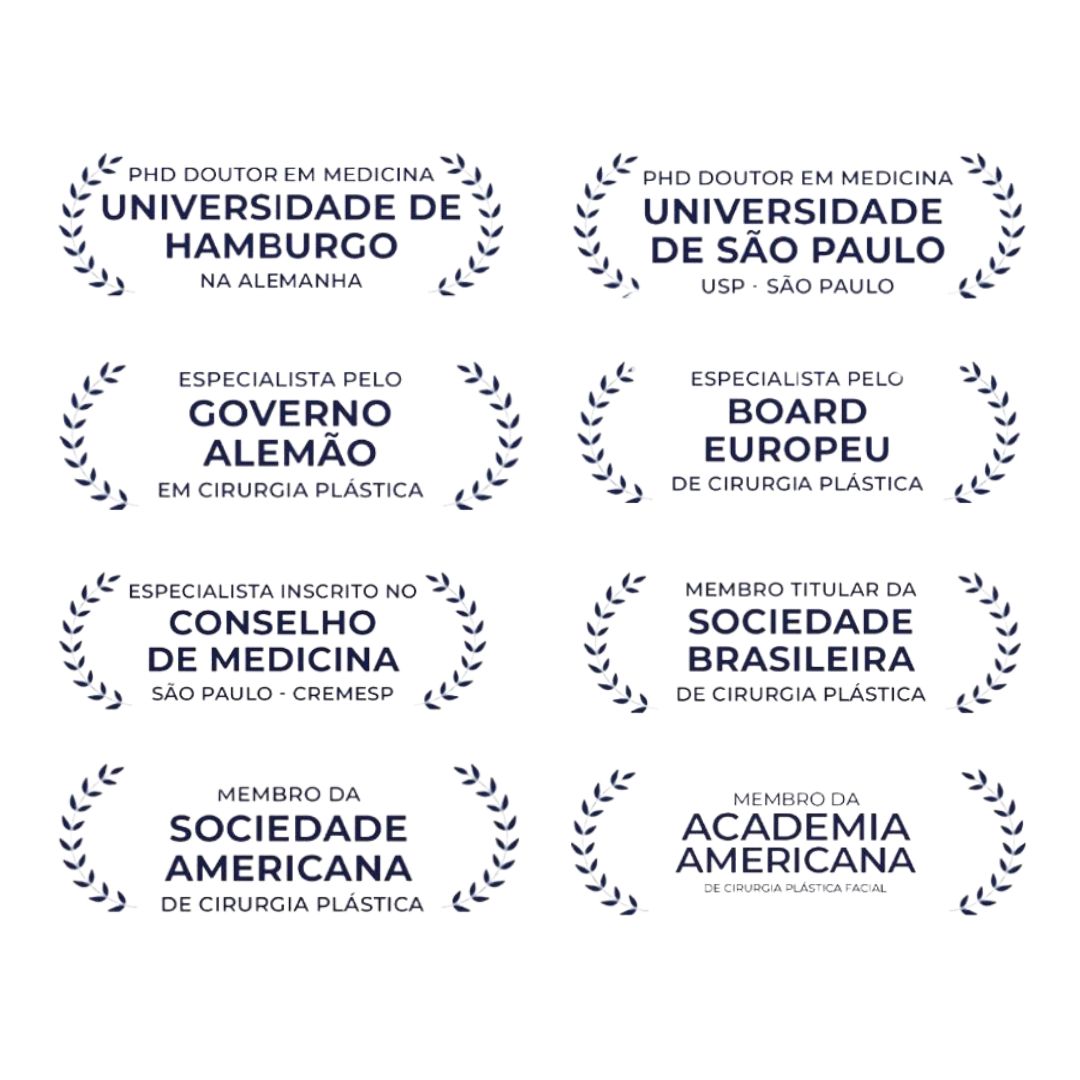 PHD DOUTOR EM MEDICINA
UNIVERSIDADE DE
HAMBURGO
NA ALEMANHA
PHD DOUTOR EM MEDICINA
UNIVERSIDADE
DE SÃO PAULO
USP · SÃO PAULO
ESPECIALISTA PELO
GOVERNO
ALEMÃO
EM CIRURGIA PLÁSTICA
ESPECIALISTA PELO
BOARD
EUROPEU
DE CIRURGIA PLÁSTICA
ESPECIALISTA INSCRITO NO
CONSELHO
DE MEDICINA
SÃO PAULO - CREMESP
MEMBRO TITULAR DA
SOCIEDADE
BRASILEIRA
DE CIRURGIA PLÁSTICA
MEMBRO DA
SOCIEDADE
AMERICANA
DE CIRURGIA PLÁSTICA
MEMBRO DA
ACADEMIA
AMERICANA
DE CIRURGIA PLÁSTICA FACIAL